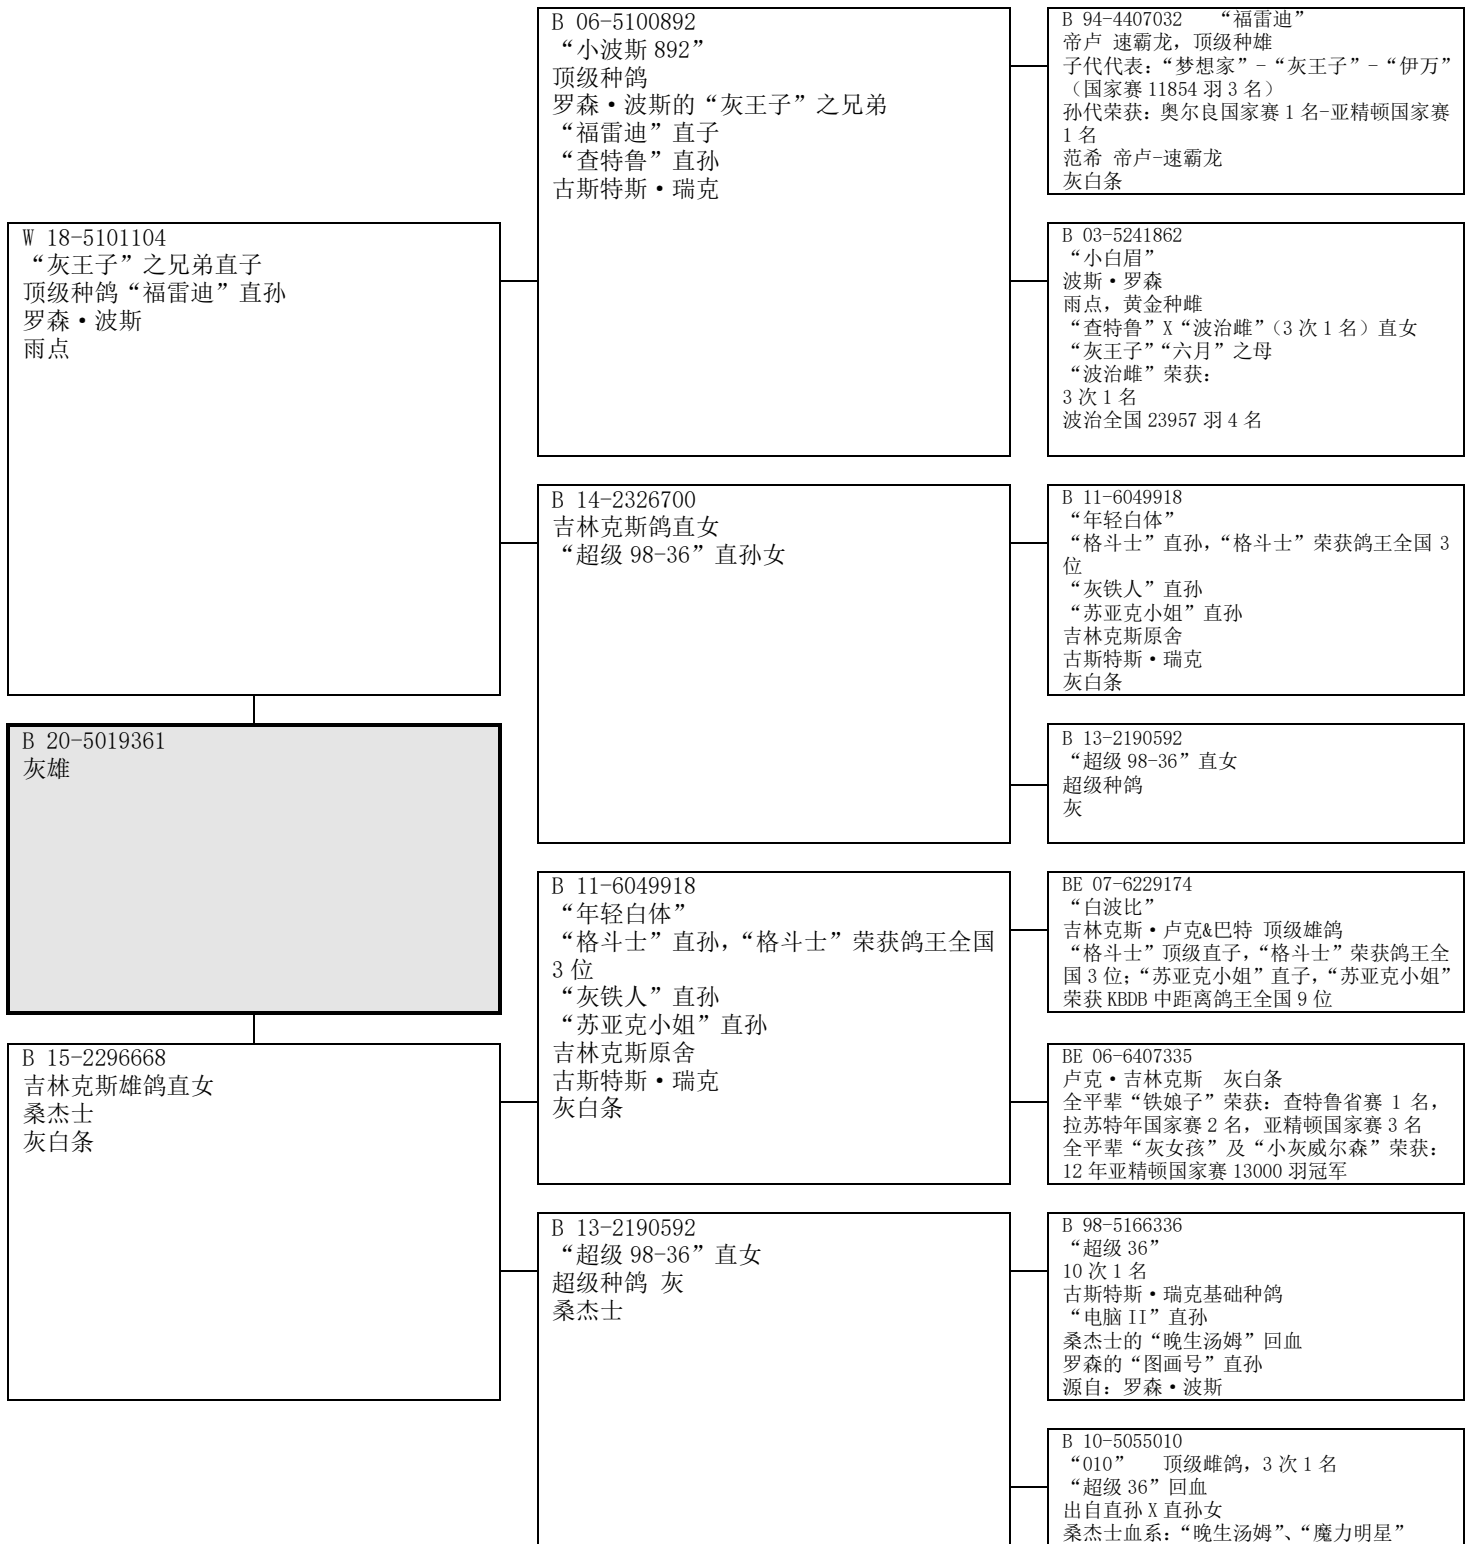 W 18-5101104
“灰王子”之兄弟直子
顶级种鸽“福雷迪”直孙
罗森·波斯
雨点
B 20-5019361
灰雄
B 15-2296668
吉林克斯雄鸽直女
桑杰士
灰白条
B 06-5100892
“小波斯 892”
顶级种鸽
罗森·波斯的“灰王子”之兄弟
“福雷迪”直子
“查特鲁”直孙
古斯特斯·瑞克
B 14-2326700
吉林克斯鸽直女
“超级 98-36”直孙女
B 11-6049918
“年轻白体”
“格斗士”直孙，“格斗士”荣获鸽王全国
3 位
“灰铁人”直孙
“苏亚克小姐”直孙
吉林克斯原舍
古斯特斯·瑞克
灰白条
B 13-2190592
“超级 98-36”直女
超级种鸽 灰
桑杰士
B 94-4407032 “福雷迪”
帝卢 速霸龙，顶级种雄
子代代表：“梦想家”-“灰王子”-“伊万”
（国家赛 11854 羽 3 名）
孙代荣获：奥尔良国家赛 1 名-亚精顿国家赛
1 名
范希 帝卢-速霸龙
灰白条
B 03-5241862
“小白眉”
波斯·罗森
雨点，黄金种雌
“查特鲁”X“波治雌”（3 次 1 名）直女
“灰王子”“六月”之母
“波治雌”荣获：
3 次 1 名
波治全国 23957 羽 4 名
B 11-6049918
“年轻白体”
“格斗士”直孙，“格斗士”荣获鸽王全国 3
位
“灰铁人”直孙
“苏亚克小姐”直孙
吉林克斯原舍
古斯特斯·瑞克
灰白条
B 13-2190592
“超级 98-36”直女
超级种鸽
灰
BE 07-6229174
“白波比”
吉林克斯·卢克&巴特 顶级雄鸽
“格斗士”顶级直子，“格斗士”荣获鸽王全
国 3 位；“苏亚克小姐”直子，“苏亚克小姐”
荣获 KBDB 中距离鸽王全国 9 位
BE 06-6407335
卢克·吉林克斯 灰白条
全平辈“铁娘子”荣获：查特鲁省赛 1 名，
拉苏特年国家赛 2 名，亚精顿国家赛 3 名
全平辈“灰女孩”及“小灰威尔森”荣获：
12 年亚精顿国家赛 13000 羽冠军
B 98-5166336
“超级 36”
10 次 1 名
古斯特斯·瑞克基础种鸽
“电脑 II”直孙
桑杰士的“晚生汤姆”回血
罗森的“图画号”直孙
源自：罗森·波斯
B 10-5055010
“010” 顶级雌鸽，3 次 1 名
“超级 36”回血
出自直孙 X 直孙女
桑杰士血系：“晚生汤姆”、“魔力明星”